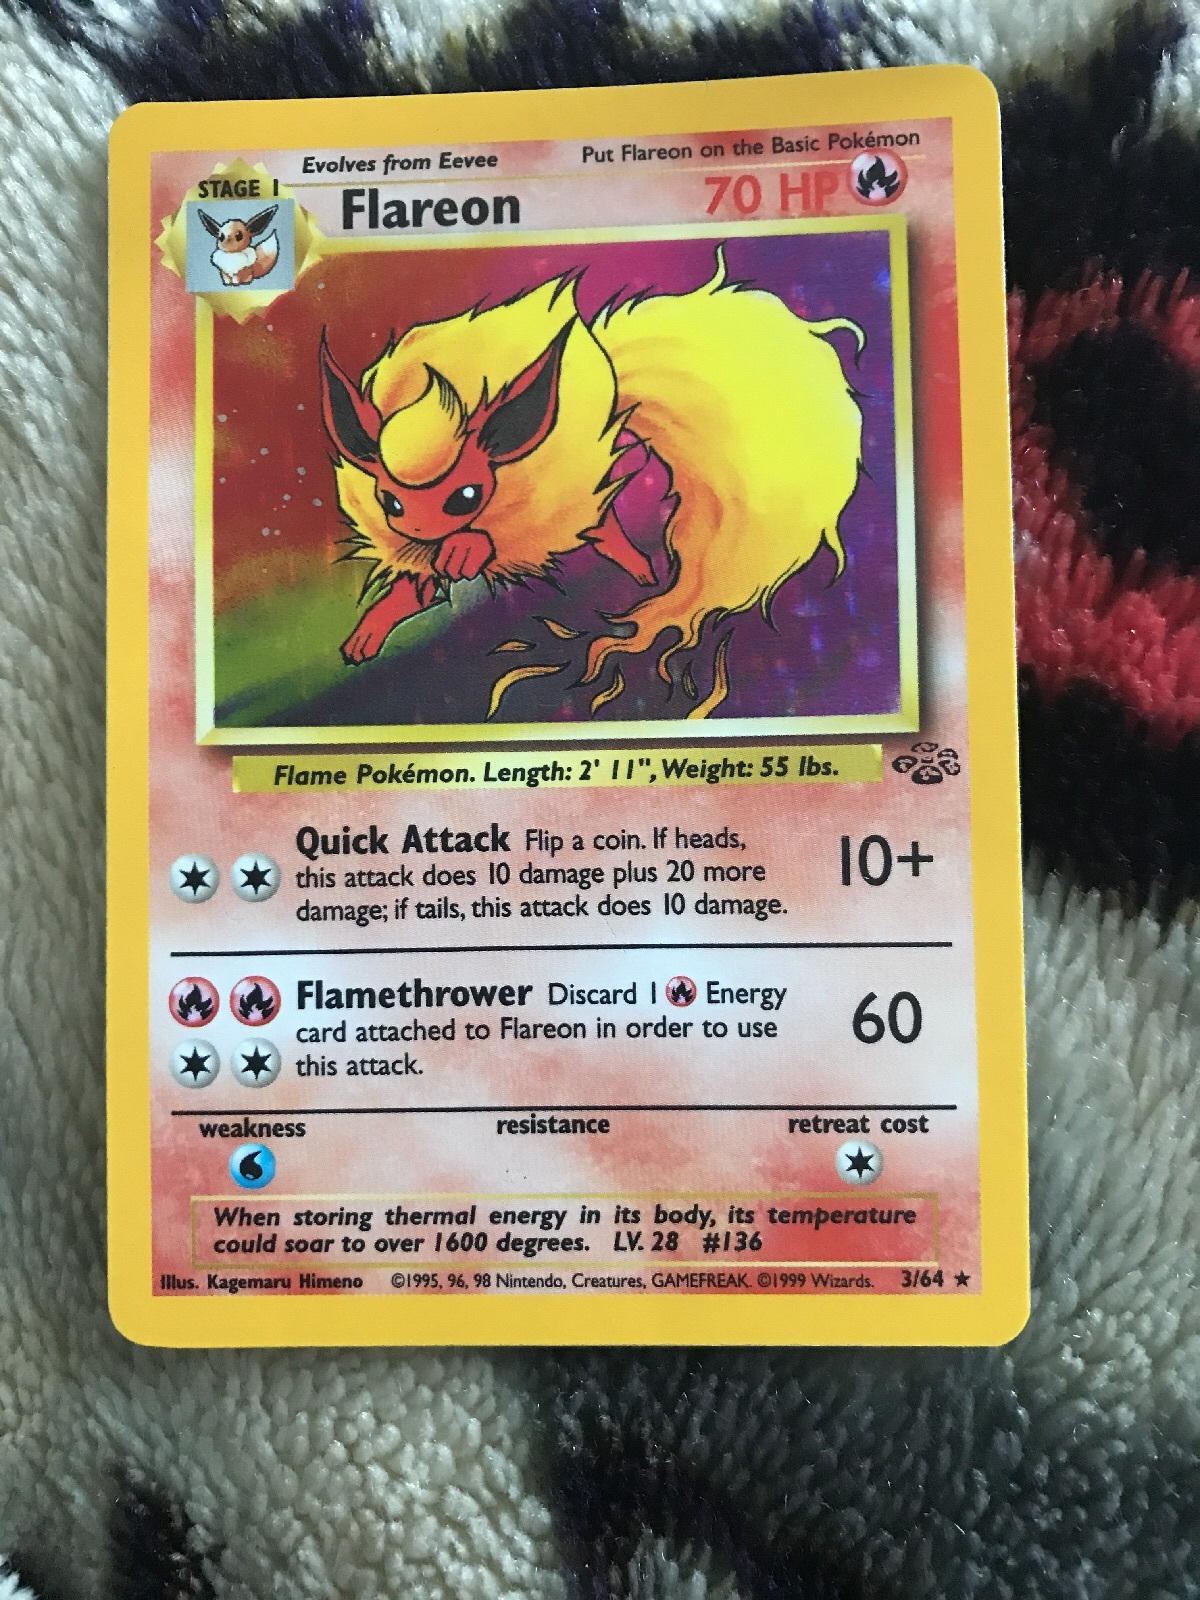 Evolves from Eevee
Put Flareon on the Basic Pokémon
STAGE 1
Flareon
70 HP
Flame Pokémon. Length: 2' 11", Weight: 55 lbs.
Quick Attack Flip a coin. If heads,
this attack does 10 damage plus 20 more
damage; if tails, this attack does 10 damage.
10+
Flamethrower Discard 1 Energy
card attached to Flareon in order to use
this attack.
60
weakness
resistance
retreat cost
When storing thermal energy in its body, its temperature
could soar to over 1600 degrees. LV. 28 #136
Illus. Kagemaru Himeno ©1995, 96, 98 Nintendo, Creatures, GAMEFREAK. ©1999 Wizards. 3/64 ★